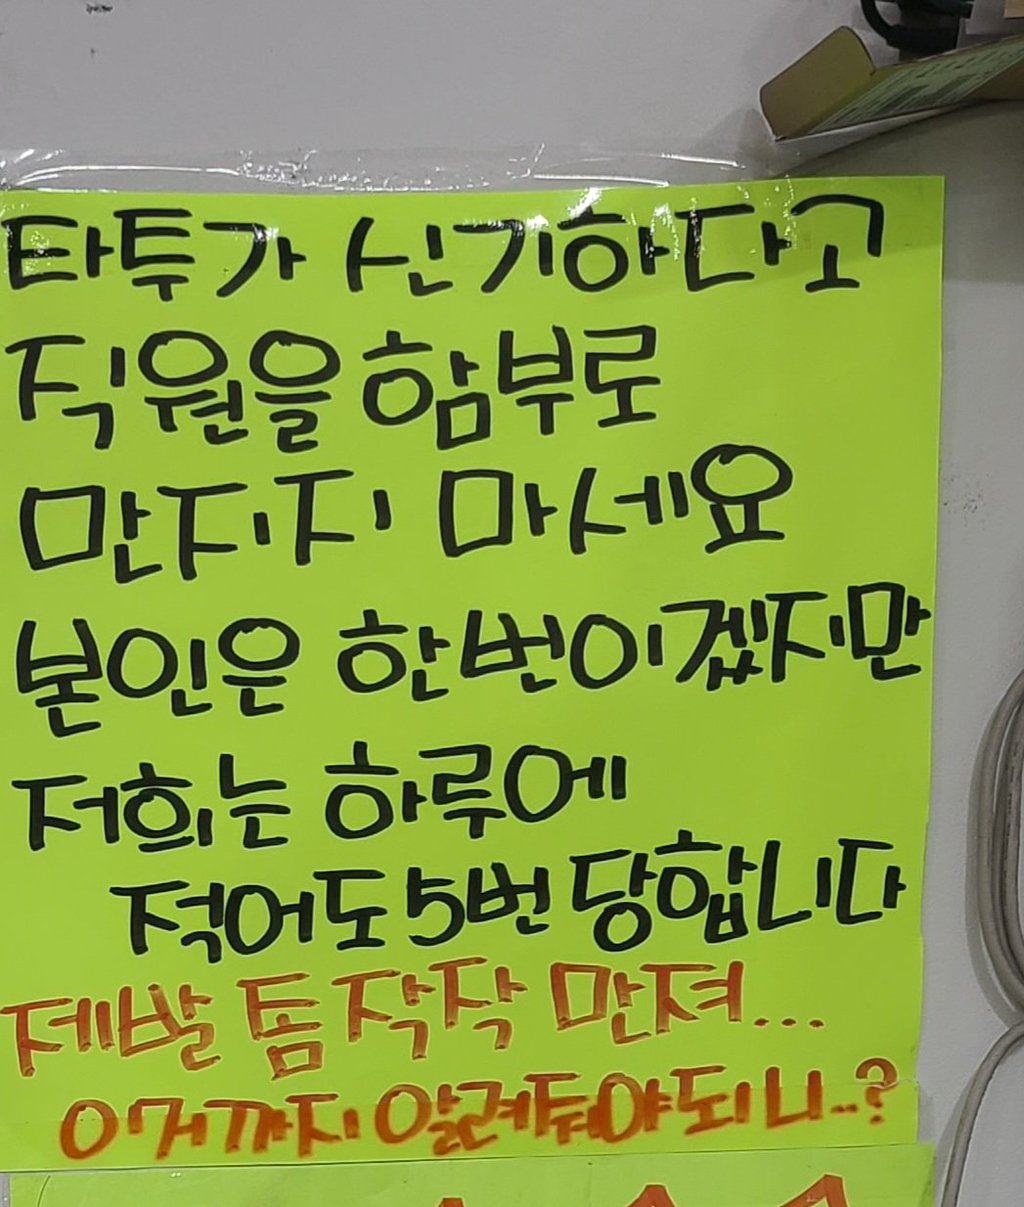 타투가 신기하다고
직원을 함부로
만지지 마세요
본인은 한번이겠지만
저희는 하루에
적어도 5번 당합니다
제발 톰 작작 만져...
이거까지 알려줘야되니..?